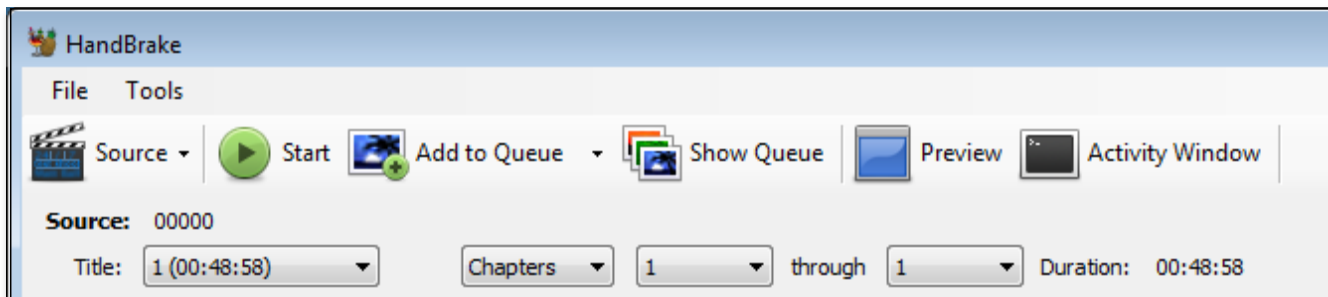 HandBrake
File Tools
Source Start Add to Queue Show Queue Preview Activity Window
Source: 00000
Title: 1 (00:48:58) Chapters 1 through 1 Duration: 00:48:58